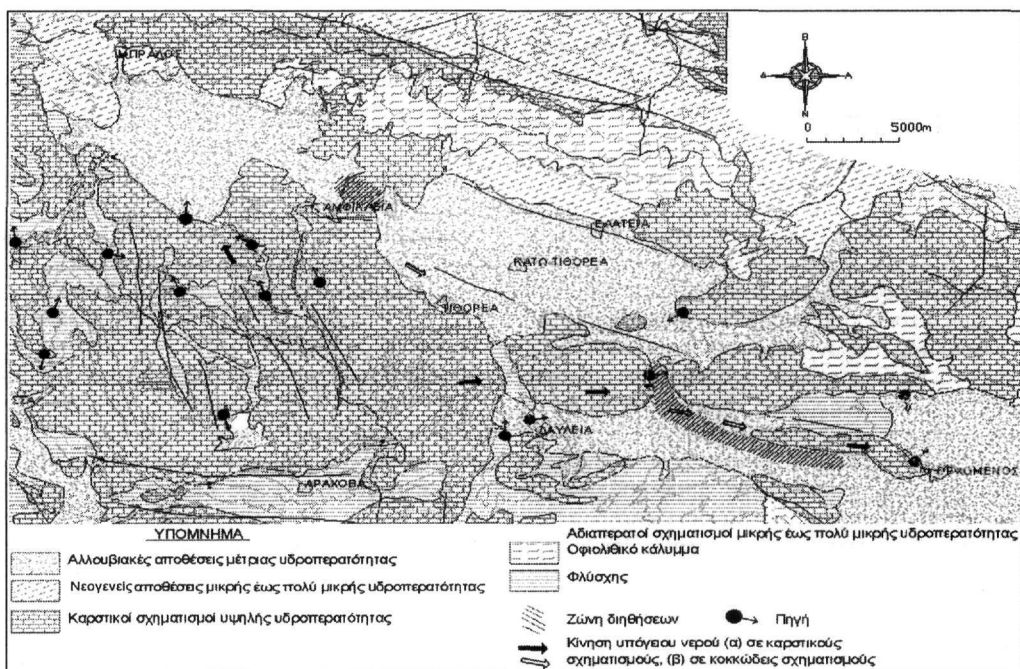 ΜΠΡΑΛΟΣ
Β
Δ
Α
Ν
0
5000m
ΑΜΦΙΚΛΕΙΑ
ΕΛΑΤΕΙΑ
ΚΑΤΩ ΤΙΘΟΡΕΑ
ΤΙΘΟΡΕΑ
ΔΑΥΛΕΙΑ
ΟΡΧΟΜΕΝΟΣ
ΑΡΑΧΟΒΑ
ΥΠΟΜΝΗΜΑ
Αλλουβιακές αποθέσεις μέτριας υδροπερατότητας
Νεογενείς αποθέσεις μικρής έως πολύ μικρής υδροπερατότητας
Καρστικοί σχηματισμοί υψηλής υδροπερατότητας
Αδιαπερατοί σχηματισμοί μικρής έως πολύ μικρής υδροπερατότητας
Οφιολιθικό κάλυμμα
Φλύσχης
Ζώνη διηθήσεων
Πηγή
Κίνηση υπόγειου νερού (α) σε καρστικούς
σχηματισμούς, (β) σε κοκκώδεις σχηματισμούς